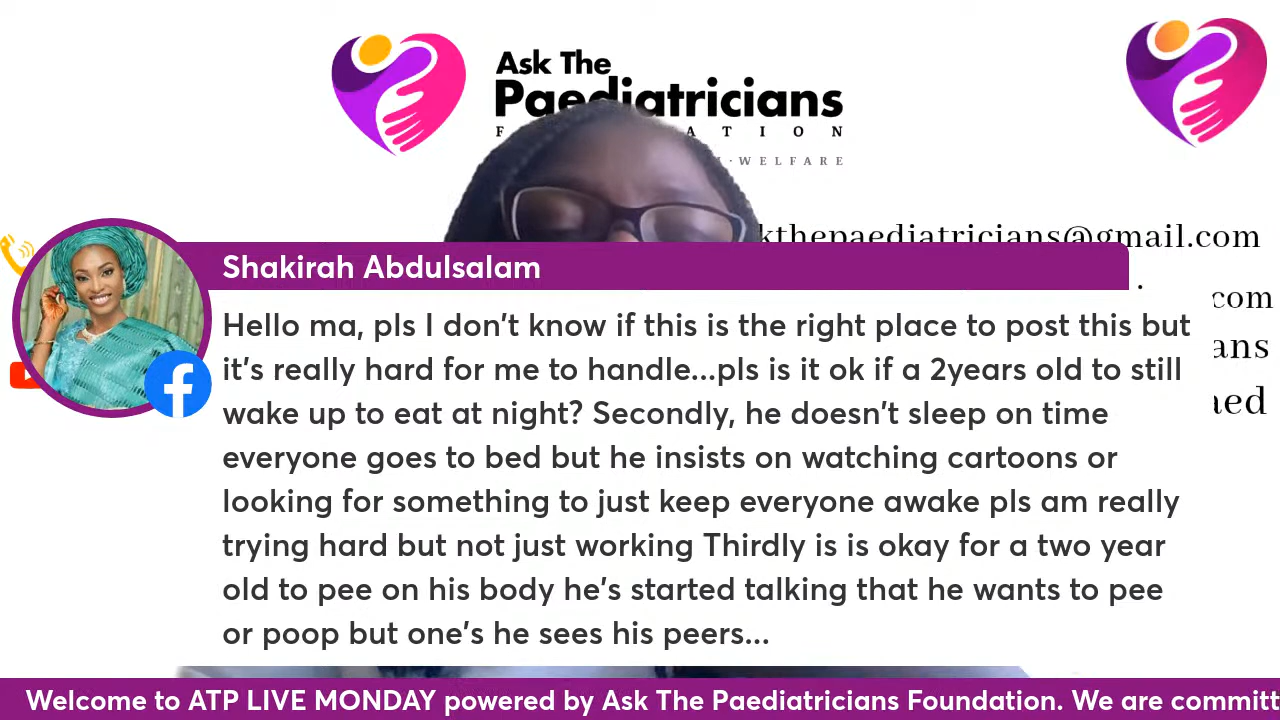 Ask The
Paediatricians
WELFARE
@gmail.com
Shakirah Abdulsalam
Hello ma, pls I don't know if this is the right place to post this but
it's really hard for me to handle...pls is it ok if a 2years old to still
wake up to eat at night? Secondly, he doesn't sleep on time
everyone goes to bed but he insists on watching cartoons or
looking for something to just keep everyone awake pls am really
trying hard but not just working Thirdly is is okay for a two year
old to pee on his body he's started talking that he wants to pee
or poop but one's he sees his peers...
Welcome to ATP LIVE MONDAY powered by Ask The Paediatricians Foundation. We are committ